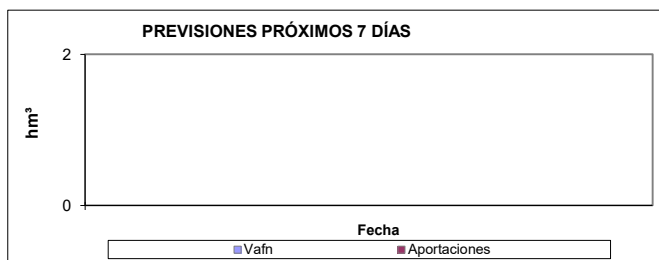 PREVISIONES PRÓXIMOS 7 DÍAS
2
hm³
0
Fecha
Vafn Aportaciones